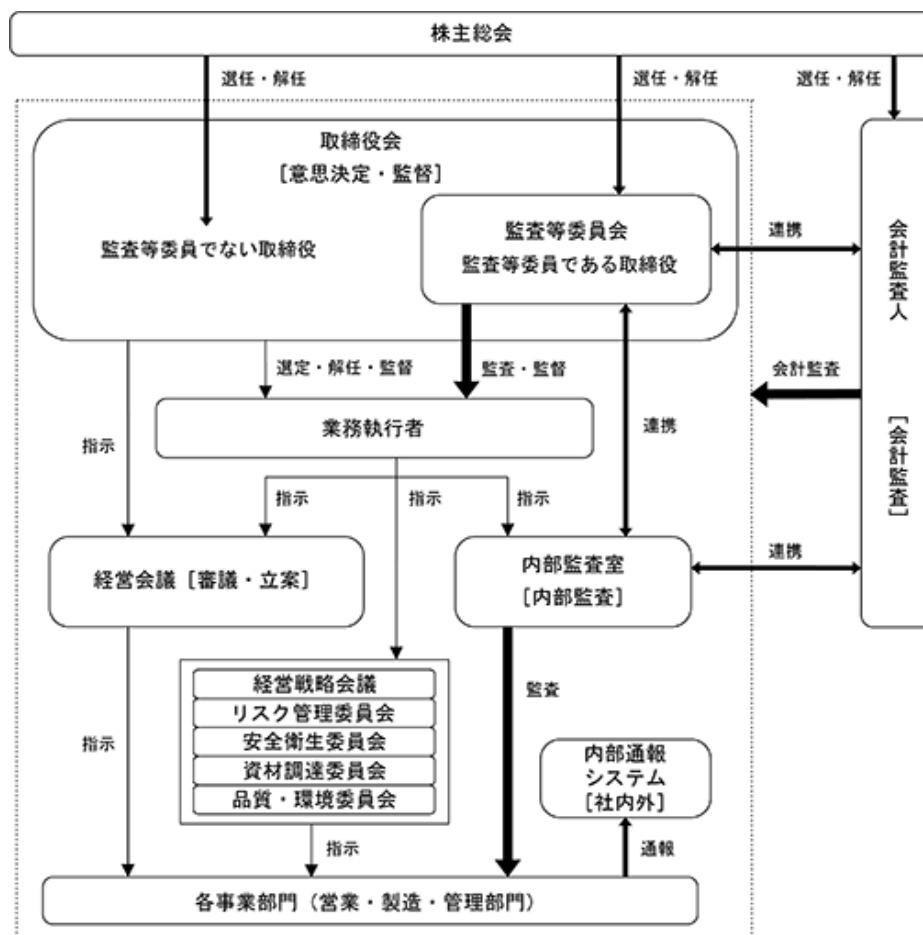 株主総会
選任・解任
選任・解任
選任・解任
取締役会
[意思決定・監督]
監査等委員でない取締役
監査等委員会
監査等委員である取締役
連携
会計監査人
[会計監査]
選定・解任・監督
監査・監督
会計監査
業務執行者
指示
連携
指示
指示
指示
経営会議[審議・立案]
内部監査室
[内部監査]
連携
経営戦略会議
リスク管理委員会
安全衛生委員会
資材調達委員会
品質・環境委員会
監査
指示
内部通報
システム
[社内外]
指示
通報
各事業部門（営業・製造・管理部門）